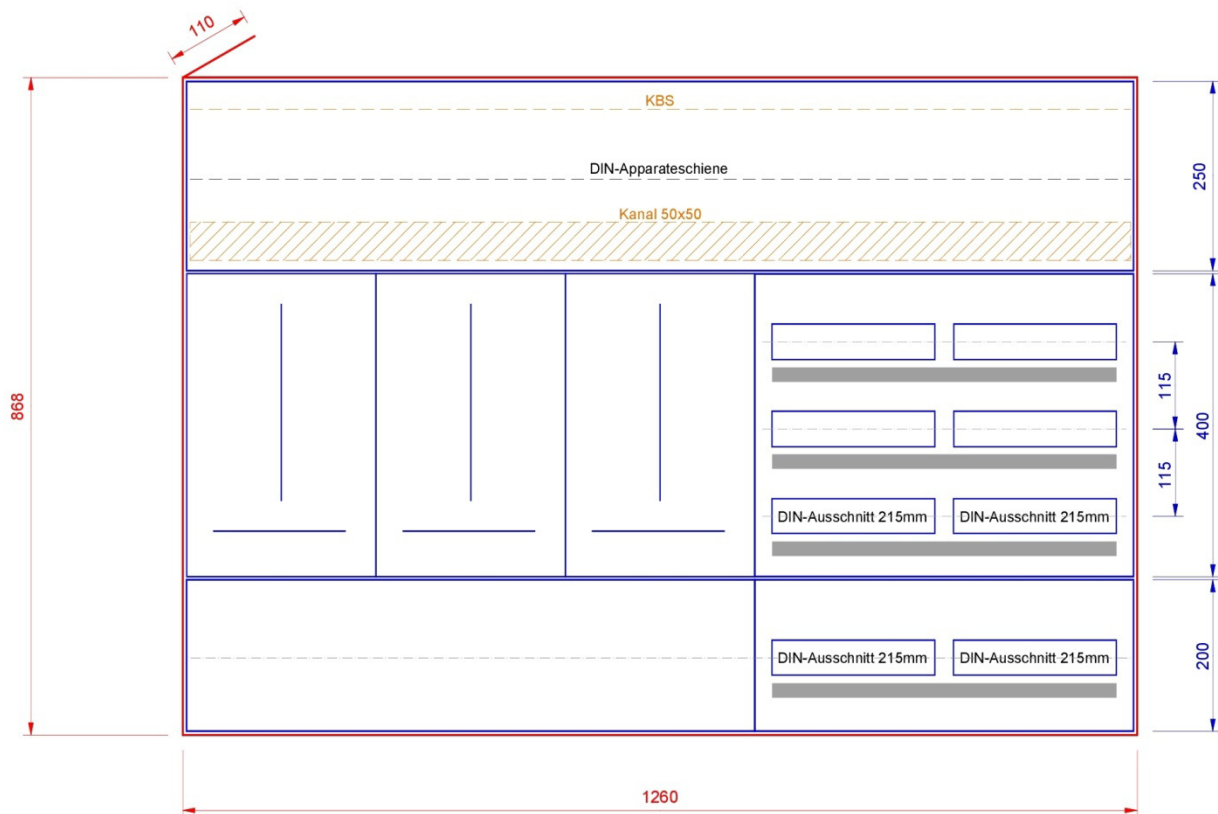 110
KBS
DIN-Apparateschiene
Kanal 50x50
250
868
115
115
400
DIN-Ausschnitt 215mm DIN-Ausschnitt 215mm
DIN-Ausschnitt 215mm DIN-Ausschnitt 215mm
200
1260